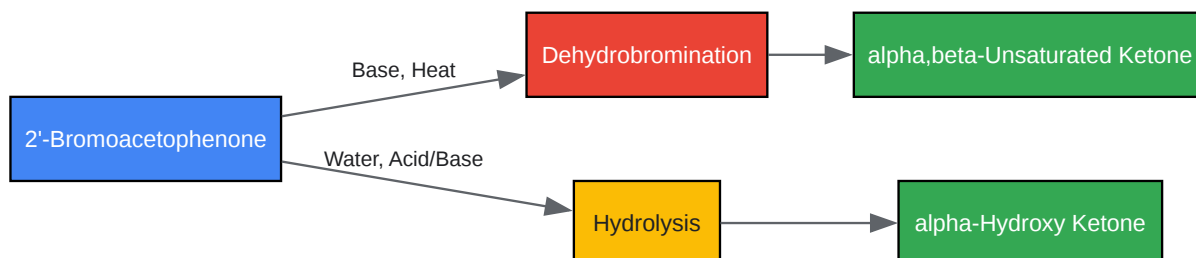 Dehydrobromination
alpha,beta-Unsaturated Ketone
Base, Heat
2'-Bromoacetophenone
Water, Acid/Base
Hydrolysis
alpha-Hydroxy Ketone